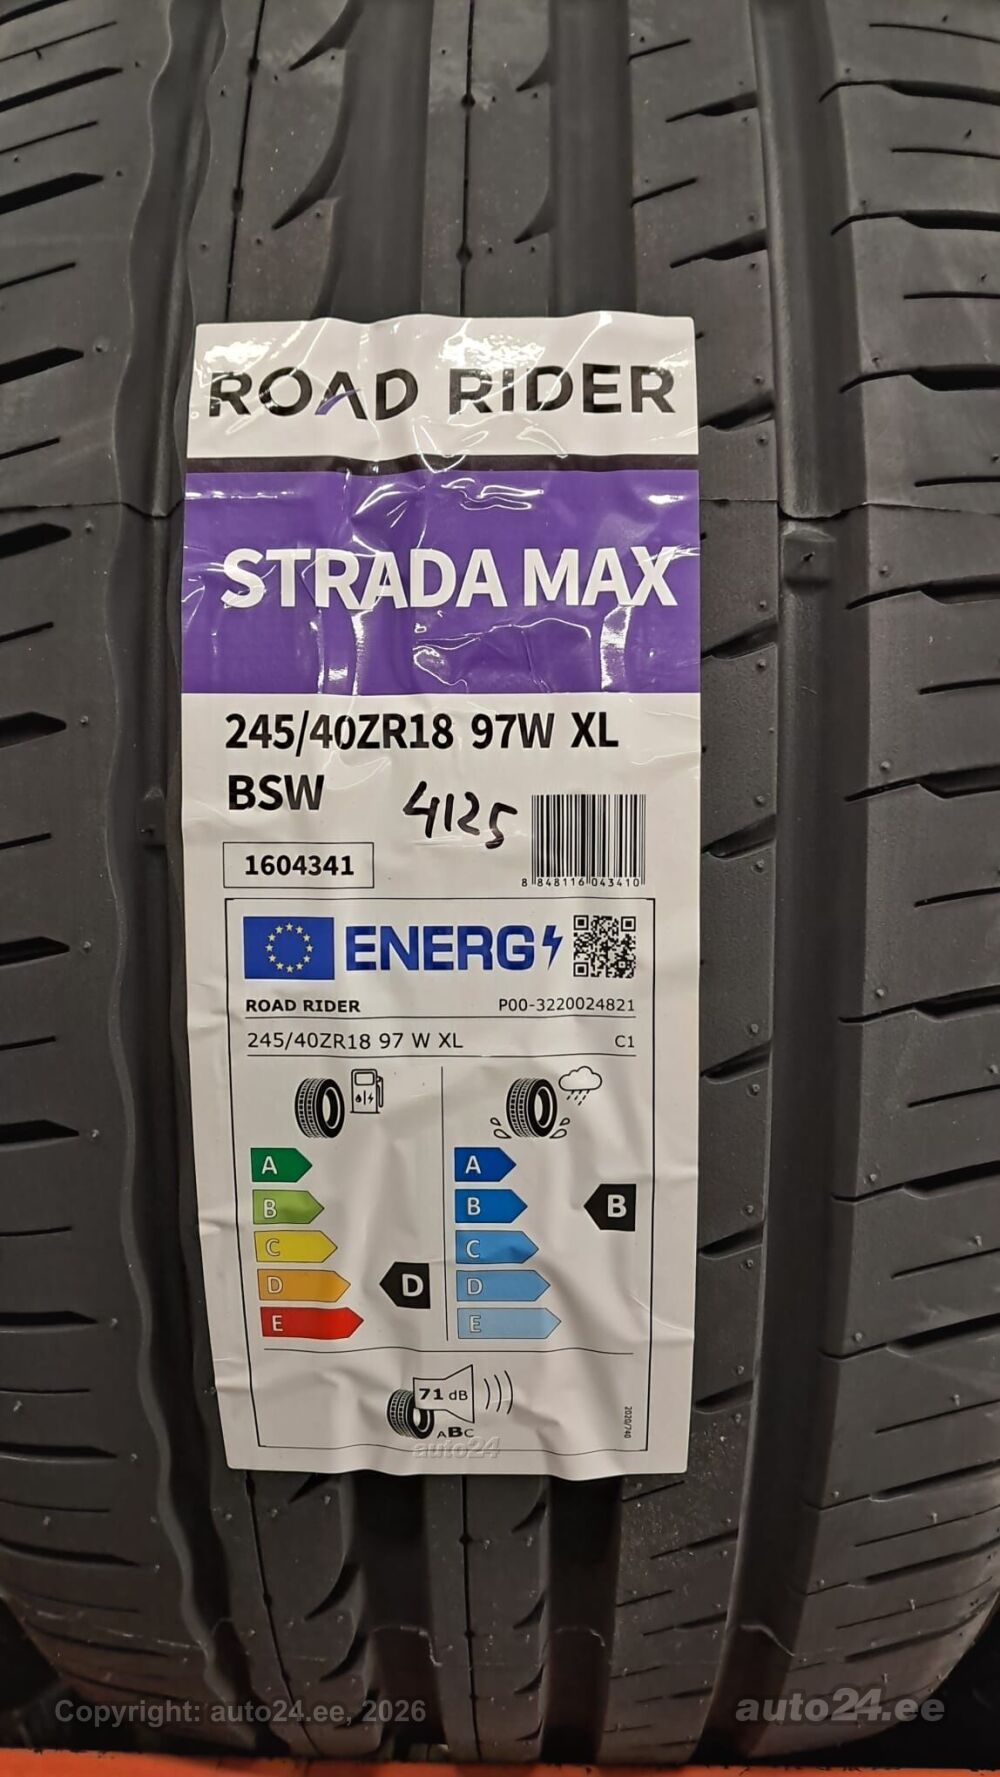 ROAD RIDER
STRADA MAX
245/40ZR18 97W XL
BSW
4125
1604341
8 848116 043410
ENERG
ROAD RIDER P00-3220024821
245/40ZR18 97 W XL C1
A A
B B B
C C
D D D
E E
71 dB
ABC
2020/740
auto24
Copyright: auto24.ee, 2026 auto24.ee